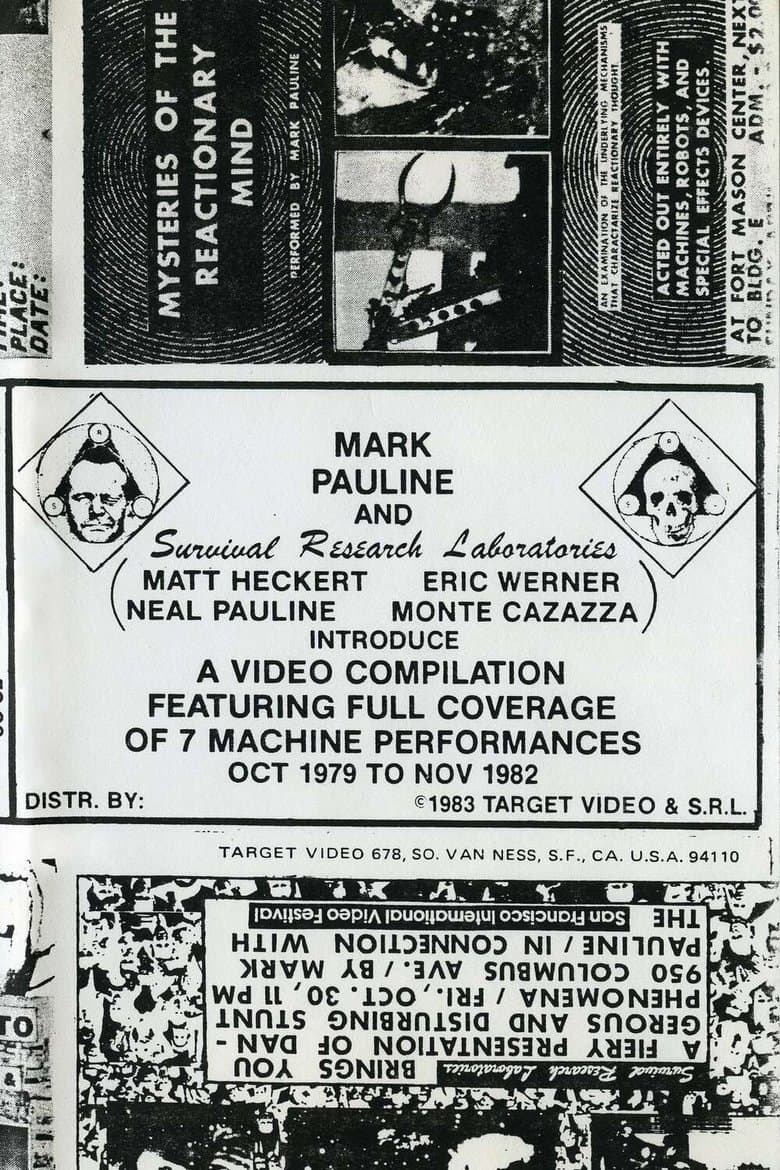 MYSTERIES OF THE
REACTIONARY
MIND
PERFORMED BY MARK PAULINE
AN EXAMINATION OF THE UNDERLYING MECHANISMS
THAT CHARACTARIZE REACTIONARY THOUGHT
ACTED OUT ENTIRELY WITH
MACHINES, ROBOTS, AND
SPECIAL EFFECTS DEVICES.
AT FORT MASON CENTER, NEXT
TO BLDG. E ADM. - $2.00
PLACE:
DATE:
R
S
R
S
MARK
PAULINE
AND
Survival Research Laboratories
(MATT HECKERT ERIC WERNER
NEAL PAULINE MONTE CAZAZZA)
INTRODUCE
A VIDEO COMPILATION
FEATURING FULL COVERAGE
OF 7 MACHINE PERFORMANCES
OCT 1979 TO NOV 1982
DISTR. BY: ©1983 TARGET VIDEO & S.R.L.
TARGET VIDEO 678, SO. VAN NESS, S.F., CA. U.S.A. 94110
Survival Research Laboratories BRINGS YOU
A FIERY PRESENTATION OF DAN-
GEROUS AND DISTURBING STUNT
PHENOMENA / FRI., OCT. 30, 11 PM
950 COLUMBUS AVE. / BY MARK
PAULINE / IN CONNECTION WITH
THE San Francisco International Video Festival
TO
&